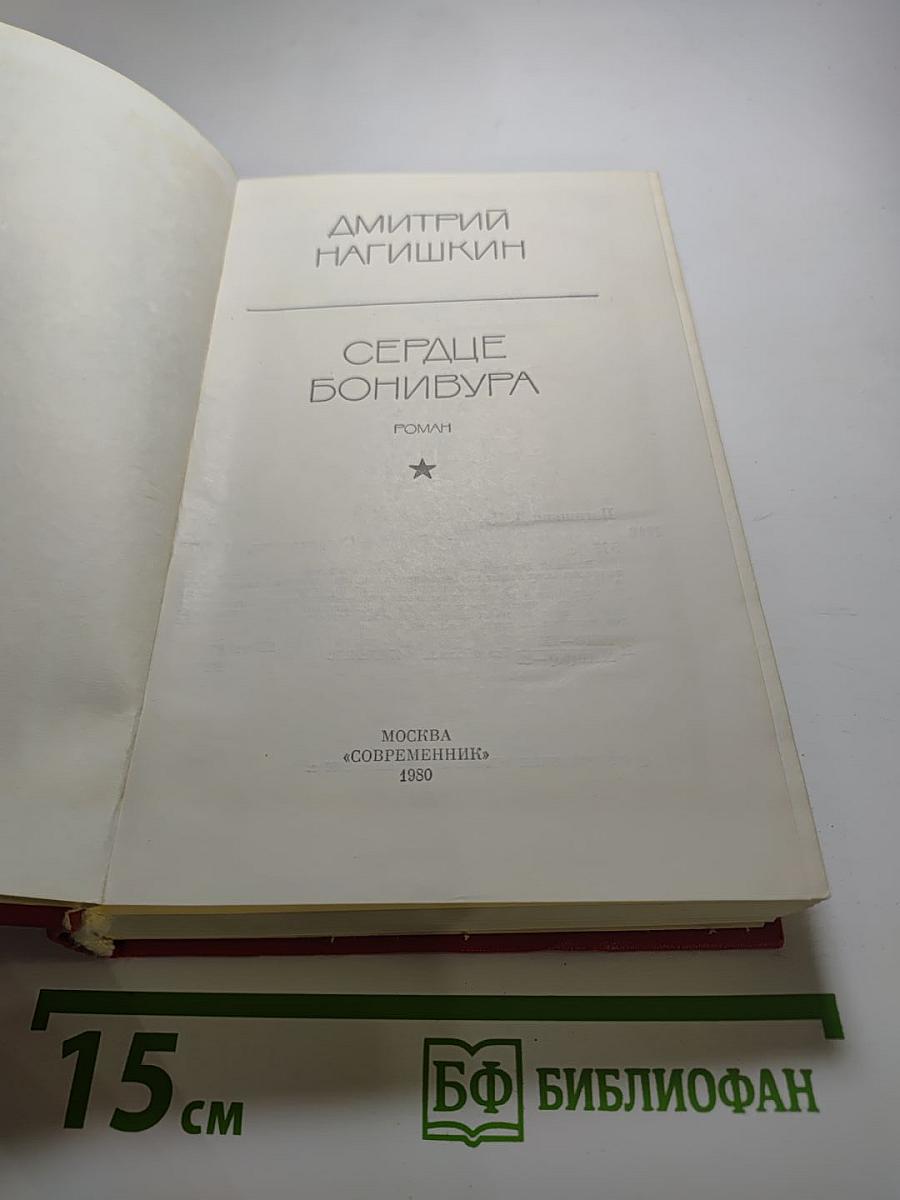 ДМИТРИЙ
НАГИШКИН
СЕРДЦЕ
БОНИВУРА
РОМАН
МОСКВА
«СОВРЕМЕННИК»
1980
15 см
БФ БИБЛИОФАН